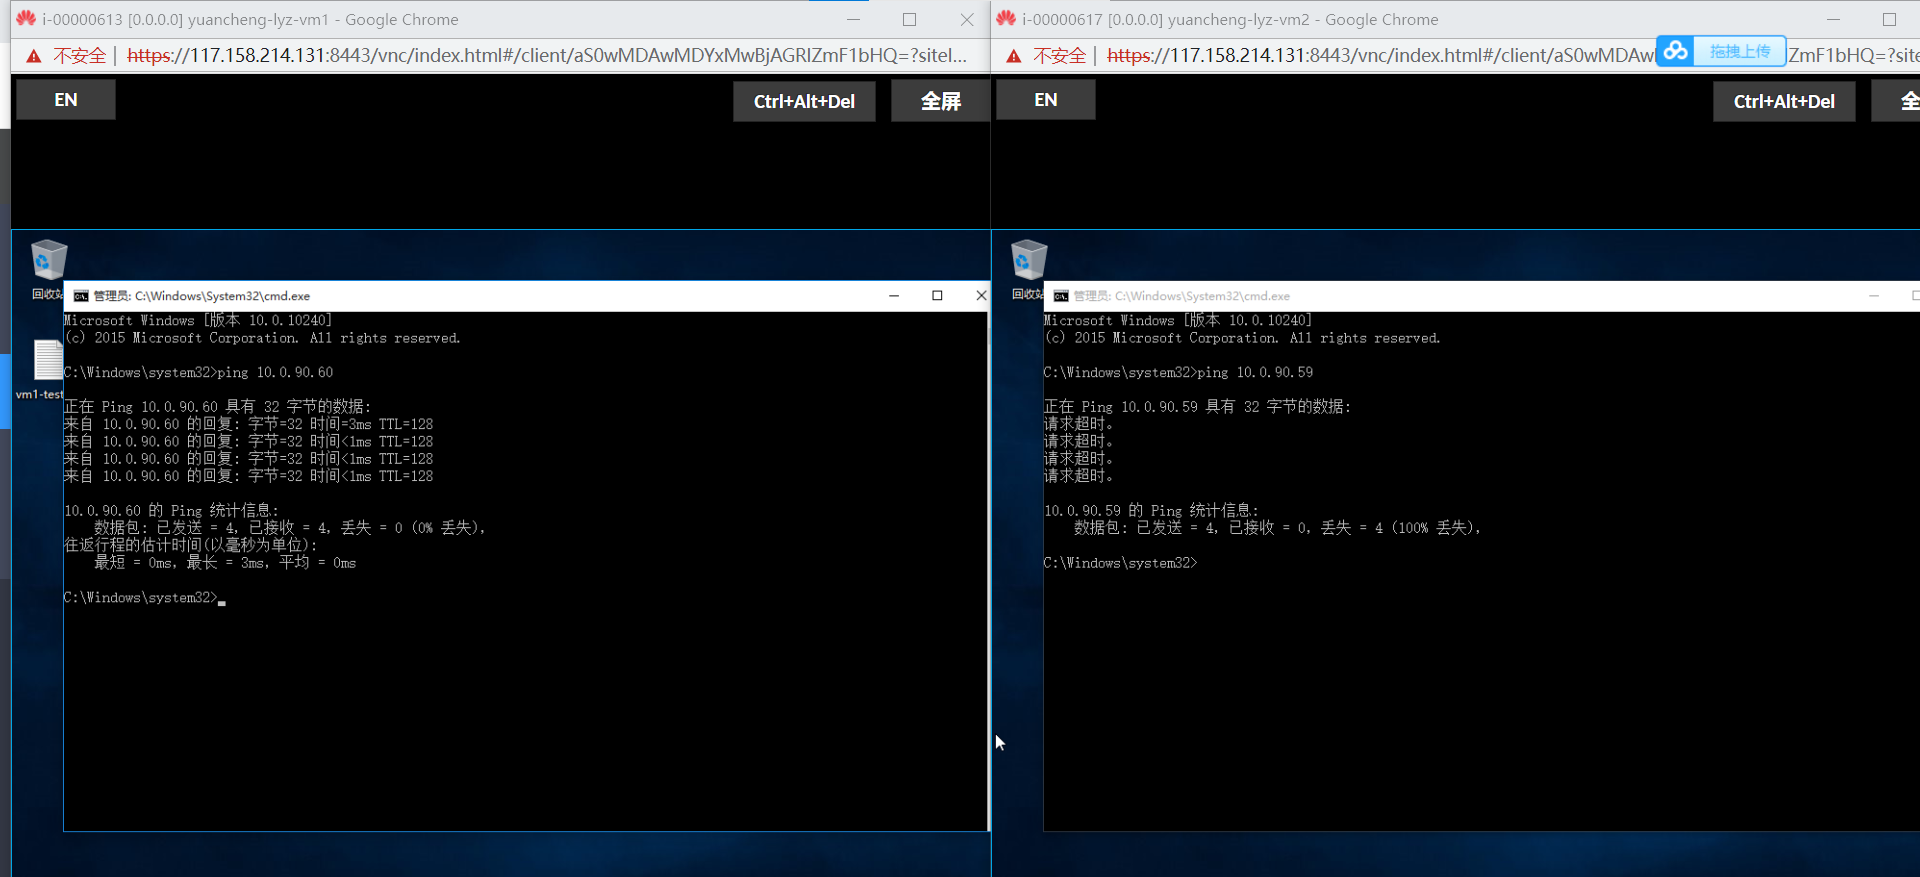 i-00000613 [0.0.0.0] yuancheng-lyz-vm1 - Google Chrome
不安全 | https://117.158.214.131:8443/vnc/index.html#/client/aS0wMDAwMDYxMwBjAGRlZmF1bHQ=?siteI...
EN
Ctrl+Alt+Del
全屏
回收站
管理员: C:\Windows\System32\cmd.exe
Microsoft Windows [版本 10.0.10240]
(c) 2015 Microsoft Corporation. All rights reserved.
C:\Windows\system32>ping 10.0.90.60
vm1-test
正在 Ping 10.0.90.60 具有 32 字节的数据:
来自 10.0.90.60 的回复: 字节=32 时间=3ms TTL=128
来自 10.0.90.60 的回复: 字节=32 时间<1ms TTL=128
来自 10.0.90.60 的回复: 字节=32 时间<1ms TTL=128
来自 10.0.90.60 的回复: 字节=32 时间<1ms TTL=128
10.0.90.60 的 Ping 统计信息:
数据包: 已发送 = 4，已接收 = 4，丢失 = 0 (0% 丢失)，
往返行程的估计时间(以毫秒为单位):
最短 = 0ms，最长 = 3ms，平均 = 0ms
C:\Windows\system32>
i-00000617 [0.0.0.0] yuancheng-lyz-vm2 - Google Chrome
不安全 | https://117.158.214.131:8443/vnc/index.html#/client/aS0wMDAw
拖拽上传
ZmF1bHQ=?site
EN
Ctrl+Alt+Del
全
回收站
管理员: C:\Windows\System32\cmd.exe
Microsoft Windows [版本 10.0.10240]
(c) 2015 Microsoft Corporation. All rights reserved.
C:\Windows\system32>ping 10.0.90.59
正在 Ping 10.0.90.59 具有 32 字节的数据:
请求超时。
请求超时。
请求超时。
请求超时。
10.0.90.59 的 Ping 统计信息:
数据包: 已发送 = 4，已接收 = 0，丢失 = 4 (100% 丢失)，
C:\Windows\system32>